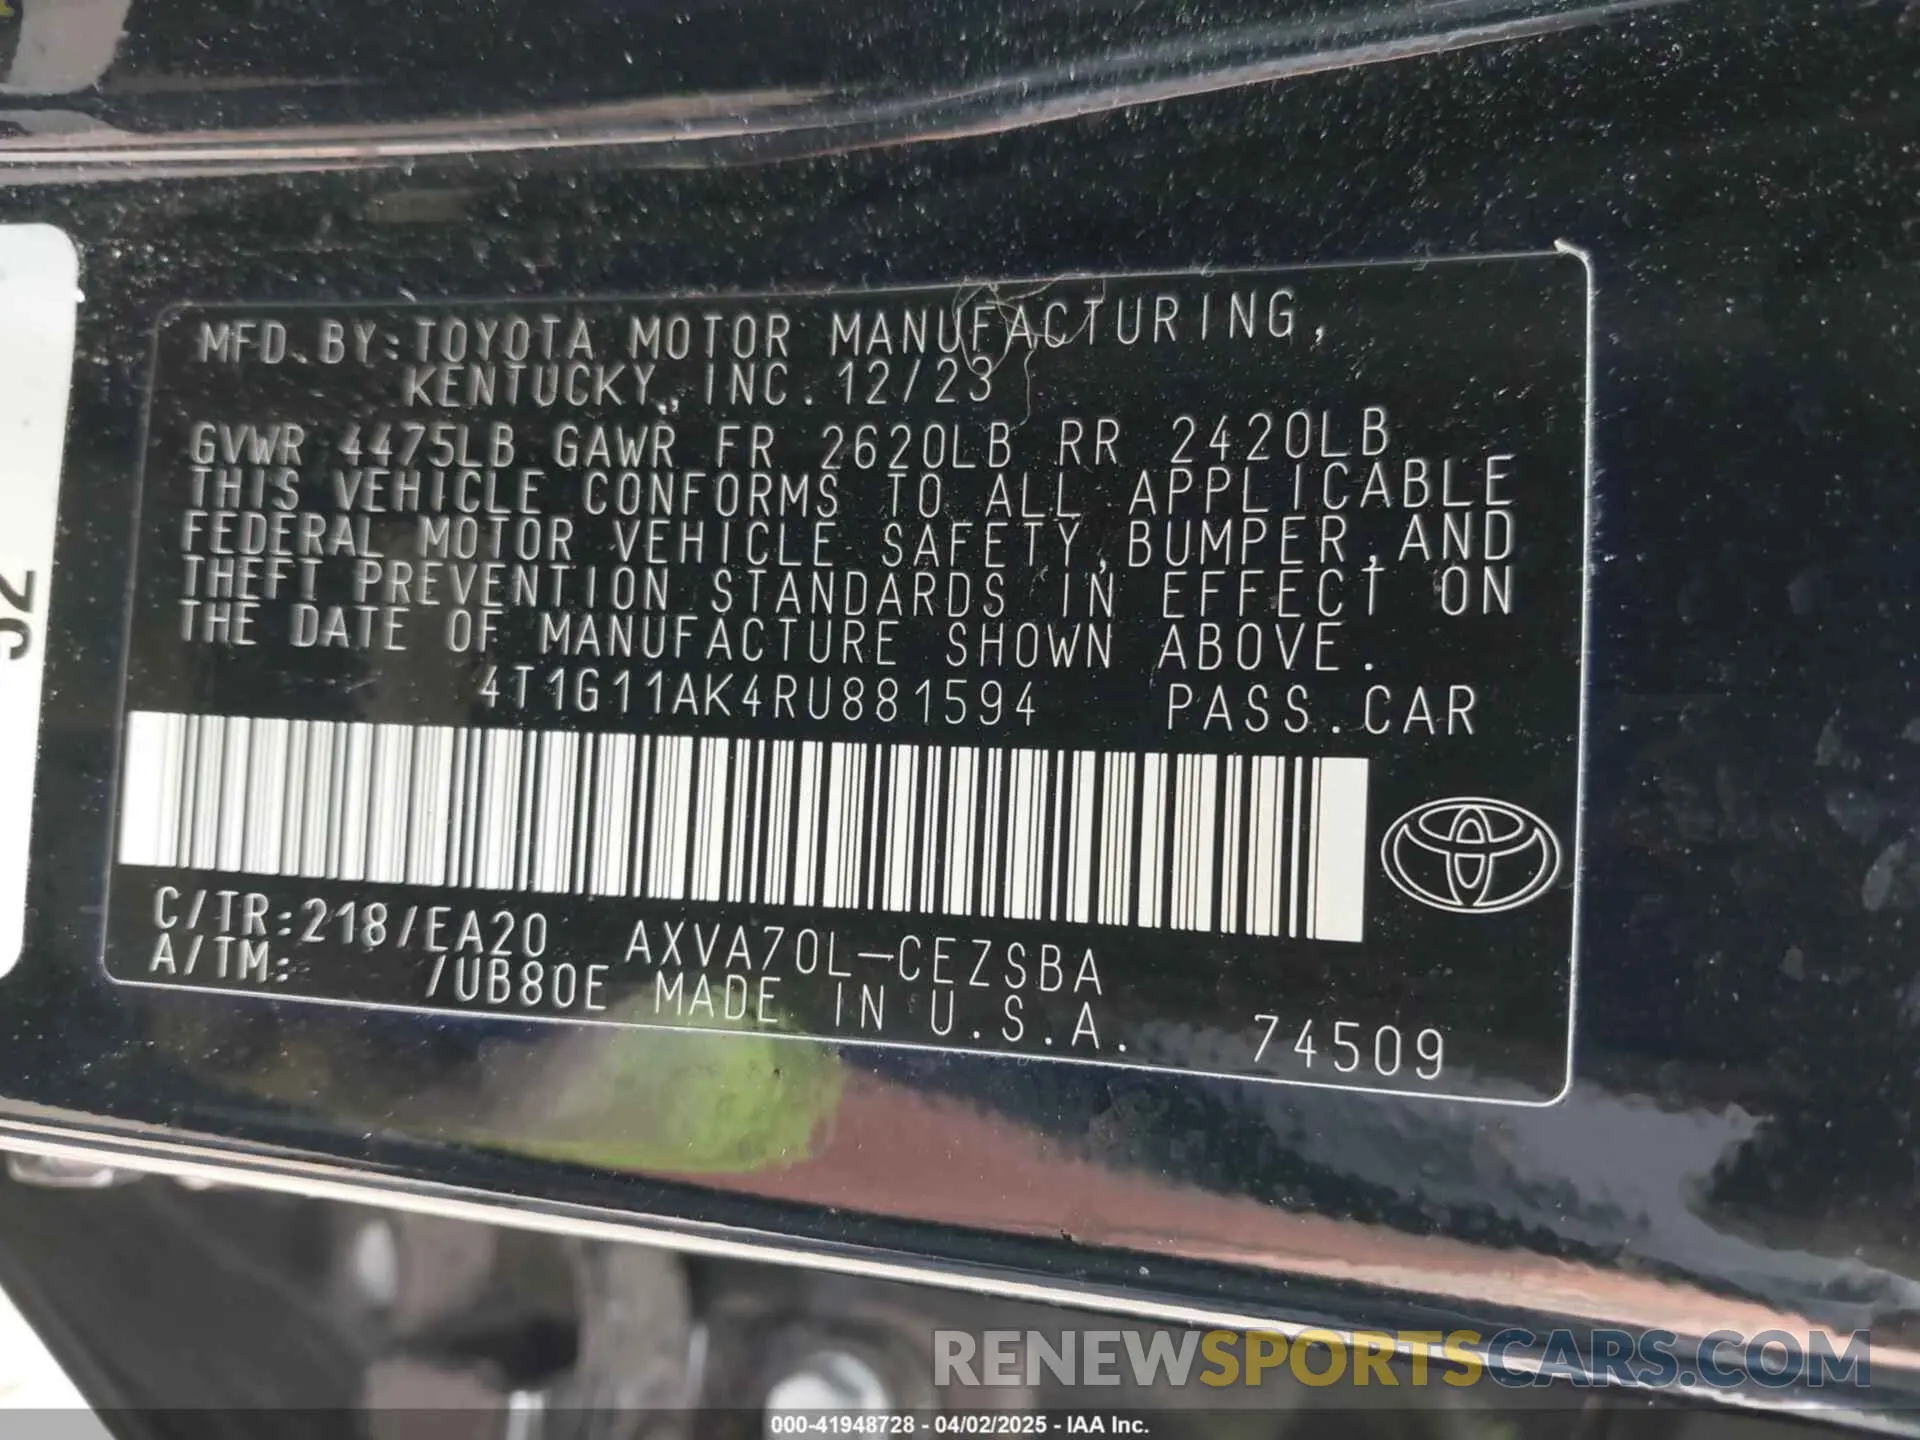 MFD.BY:TOYOTA MOTOR MANUFACTURING,
KENTUCKY, INC. 12/23
GVWR 4475LB GAWR FR 2620LB RR 2420LB
THIS VEHICLE CONFORMS TO ALL APPLICABLE
FEDERAL MOTOR VEHICLE SAFETY,BUMPER,AND
THEFT PREVENTION STANDARDS IN EFFECT ON
THE DATE OF MANUFACTURE SHOWN ABOVE.
4T1G11AK4RU881594 PASS.CAR
C/TR:218/EA20 AXVA70L-CEZSBA
A/TM: /UB80E MADE IN U.S.A. 74509
RENEWSPORTSCARS.COM
000-41948728 - 04/02/2025 - IAA Inc.